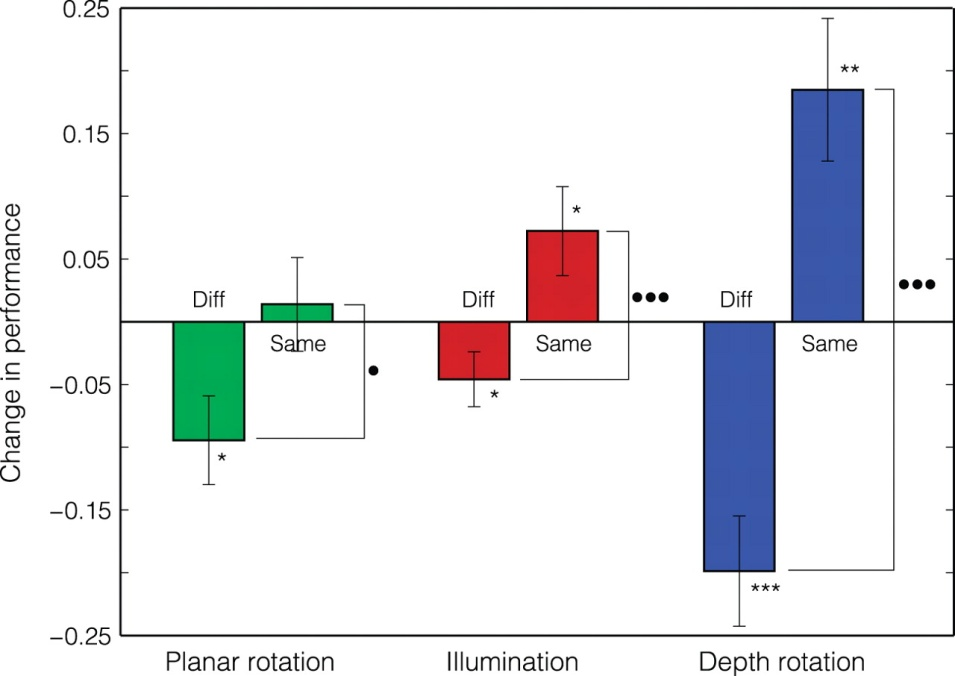 0.25
0.15
0.05
−0.05
−0.15
−0.25
Change in performance
Diff
Same
*
•
Diff
Same
*
*
•••
Diff
Same
**
***
•••
Planar rotation
Illumination
Depth rotation